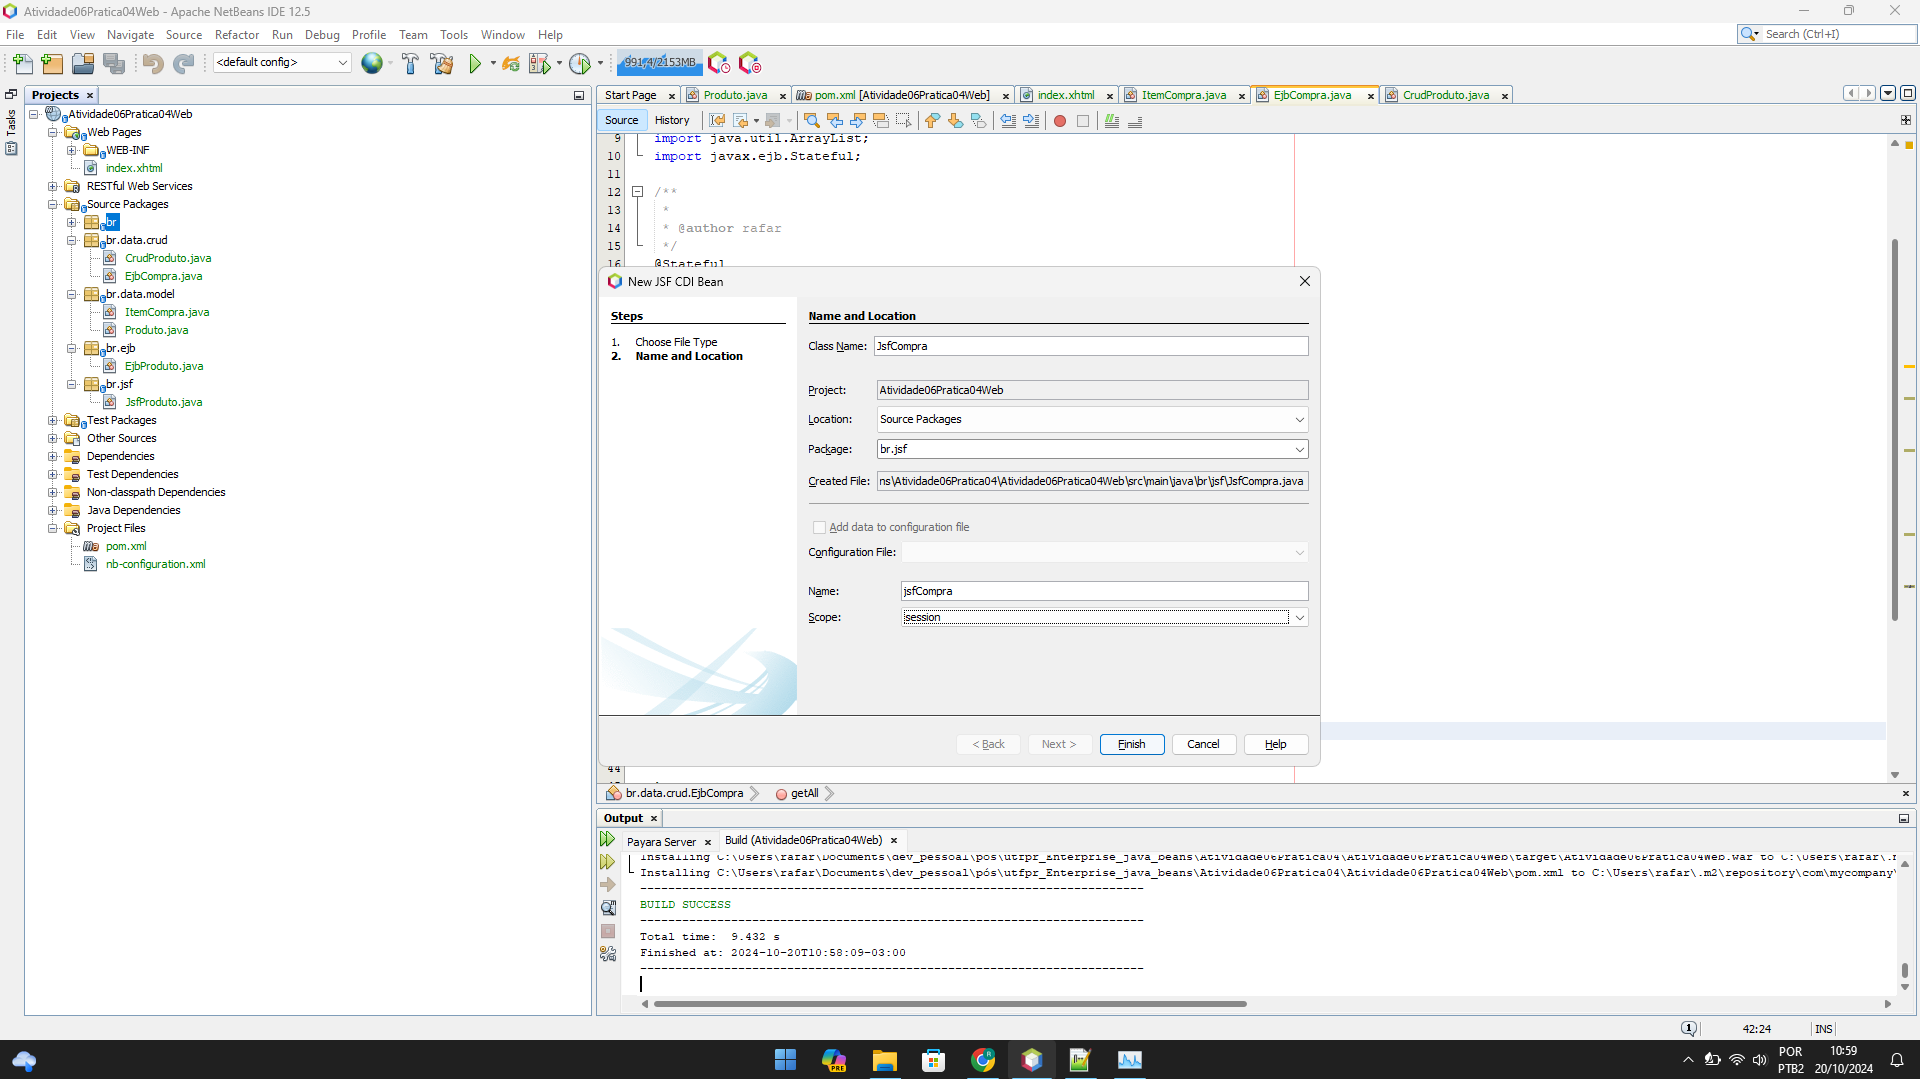 Atividade06Pratica04Web - Apache NetBeans IDE 12.5
File Edit View Navigate Source Refactor Run Debug Profile Team Tools Window Help
Search (Ctrl+I)
<default config>
991,4/2153MB
Tasks
Projects
Atividade06Pratica04Web
Web Pages
WEB-INF
index.xhtml
RESTful Web Services
Source Packages
br
br.data.crud
CrudProduto.java
EjbCompra.java
br.data.model
ItemCompra.java
Produto.java
br.ejb
EjbProduto.java
br.jsf
JsfProduto.java
Test Packages
Other Sources
Dependencies
Test Dependencies
Non-classpath Dependencies
Java Dependencies
Project Files
pom.xml
nb-configuration.xml
Start Page Produto.java pom.xml [Atividade06Pratica04Web] index.xhtml ItemCompra.java EjbCompra.java CrudProduto.java
Source History
9 import java.util.ArrayList;
10 import javax.ejb.Stateful;
11
12 /**
13 *
14 * @author rafar
15 */
16 @Stateful
New JSF CDI Bean
Steps
1. Choose File Type
2. Name and Location
Name and Location
Class Name: JsfCompra
Project: Atividade06Pratica04Web
Location: Source Packages
Package: br.jsf
Created File: ns\Atividade06Pratica04\Atividade06Pratica04Web\src\main\java\br\jsf\JsfCompra.java
Add data to configuration file
Configuration File:
Name: jsfCompra
Scope: session
< Back Next > Finish Cancel Help
44
br.data.crud.EjbCompra getAll
Output
Payara Server Build (Atividade06Pratica04Web)
Installing C:\Users\rafar\Documents\dev_pessoal\pós\utfpr_Enterprise_java_beans\Atividade06Pratica04\Atividade06Pratica04Web\target\Atividade06Pratica04Web.war to C:\Users\rafar\.
Installing C:\Users\rafar\Documents\dev_pessoal\pós\utfpr_Enterprise_java_beans\Atividade06Pratica04\Atividade06Pratica04Web\pom.xml to C:\Users\rafar\.m2\repository\com\mycompany\
------------------------------------------------------------------------
BUILD SUCCESS
------------------------------------------------------------------------
Total time: 9.432 s
Finished at: 2024-10-20T10:58:09-03:00
------------------------------------------------------------------------
1 42:24 INS
PRE
POR
PTB2
10:59
20/10/2024